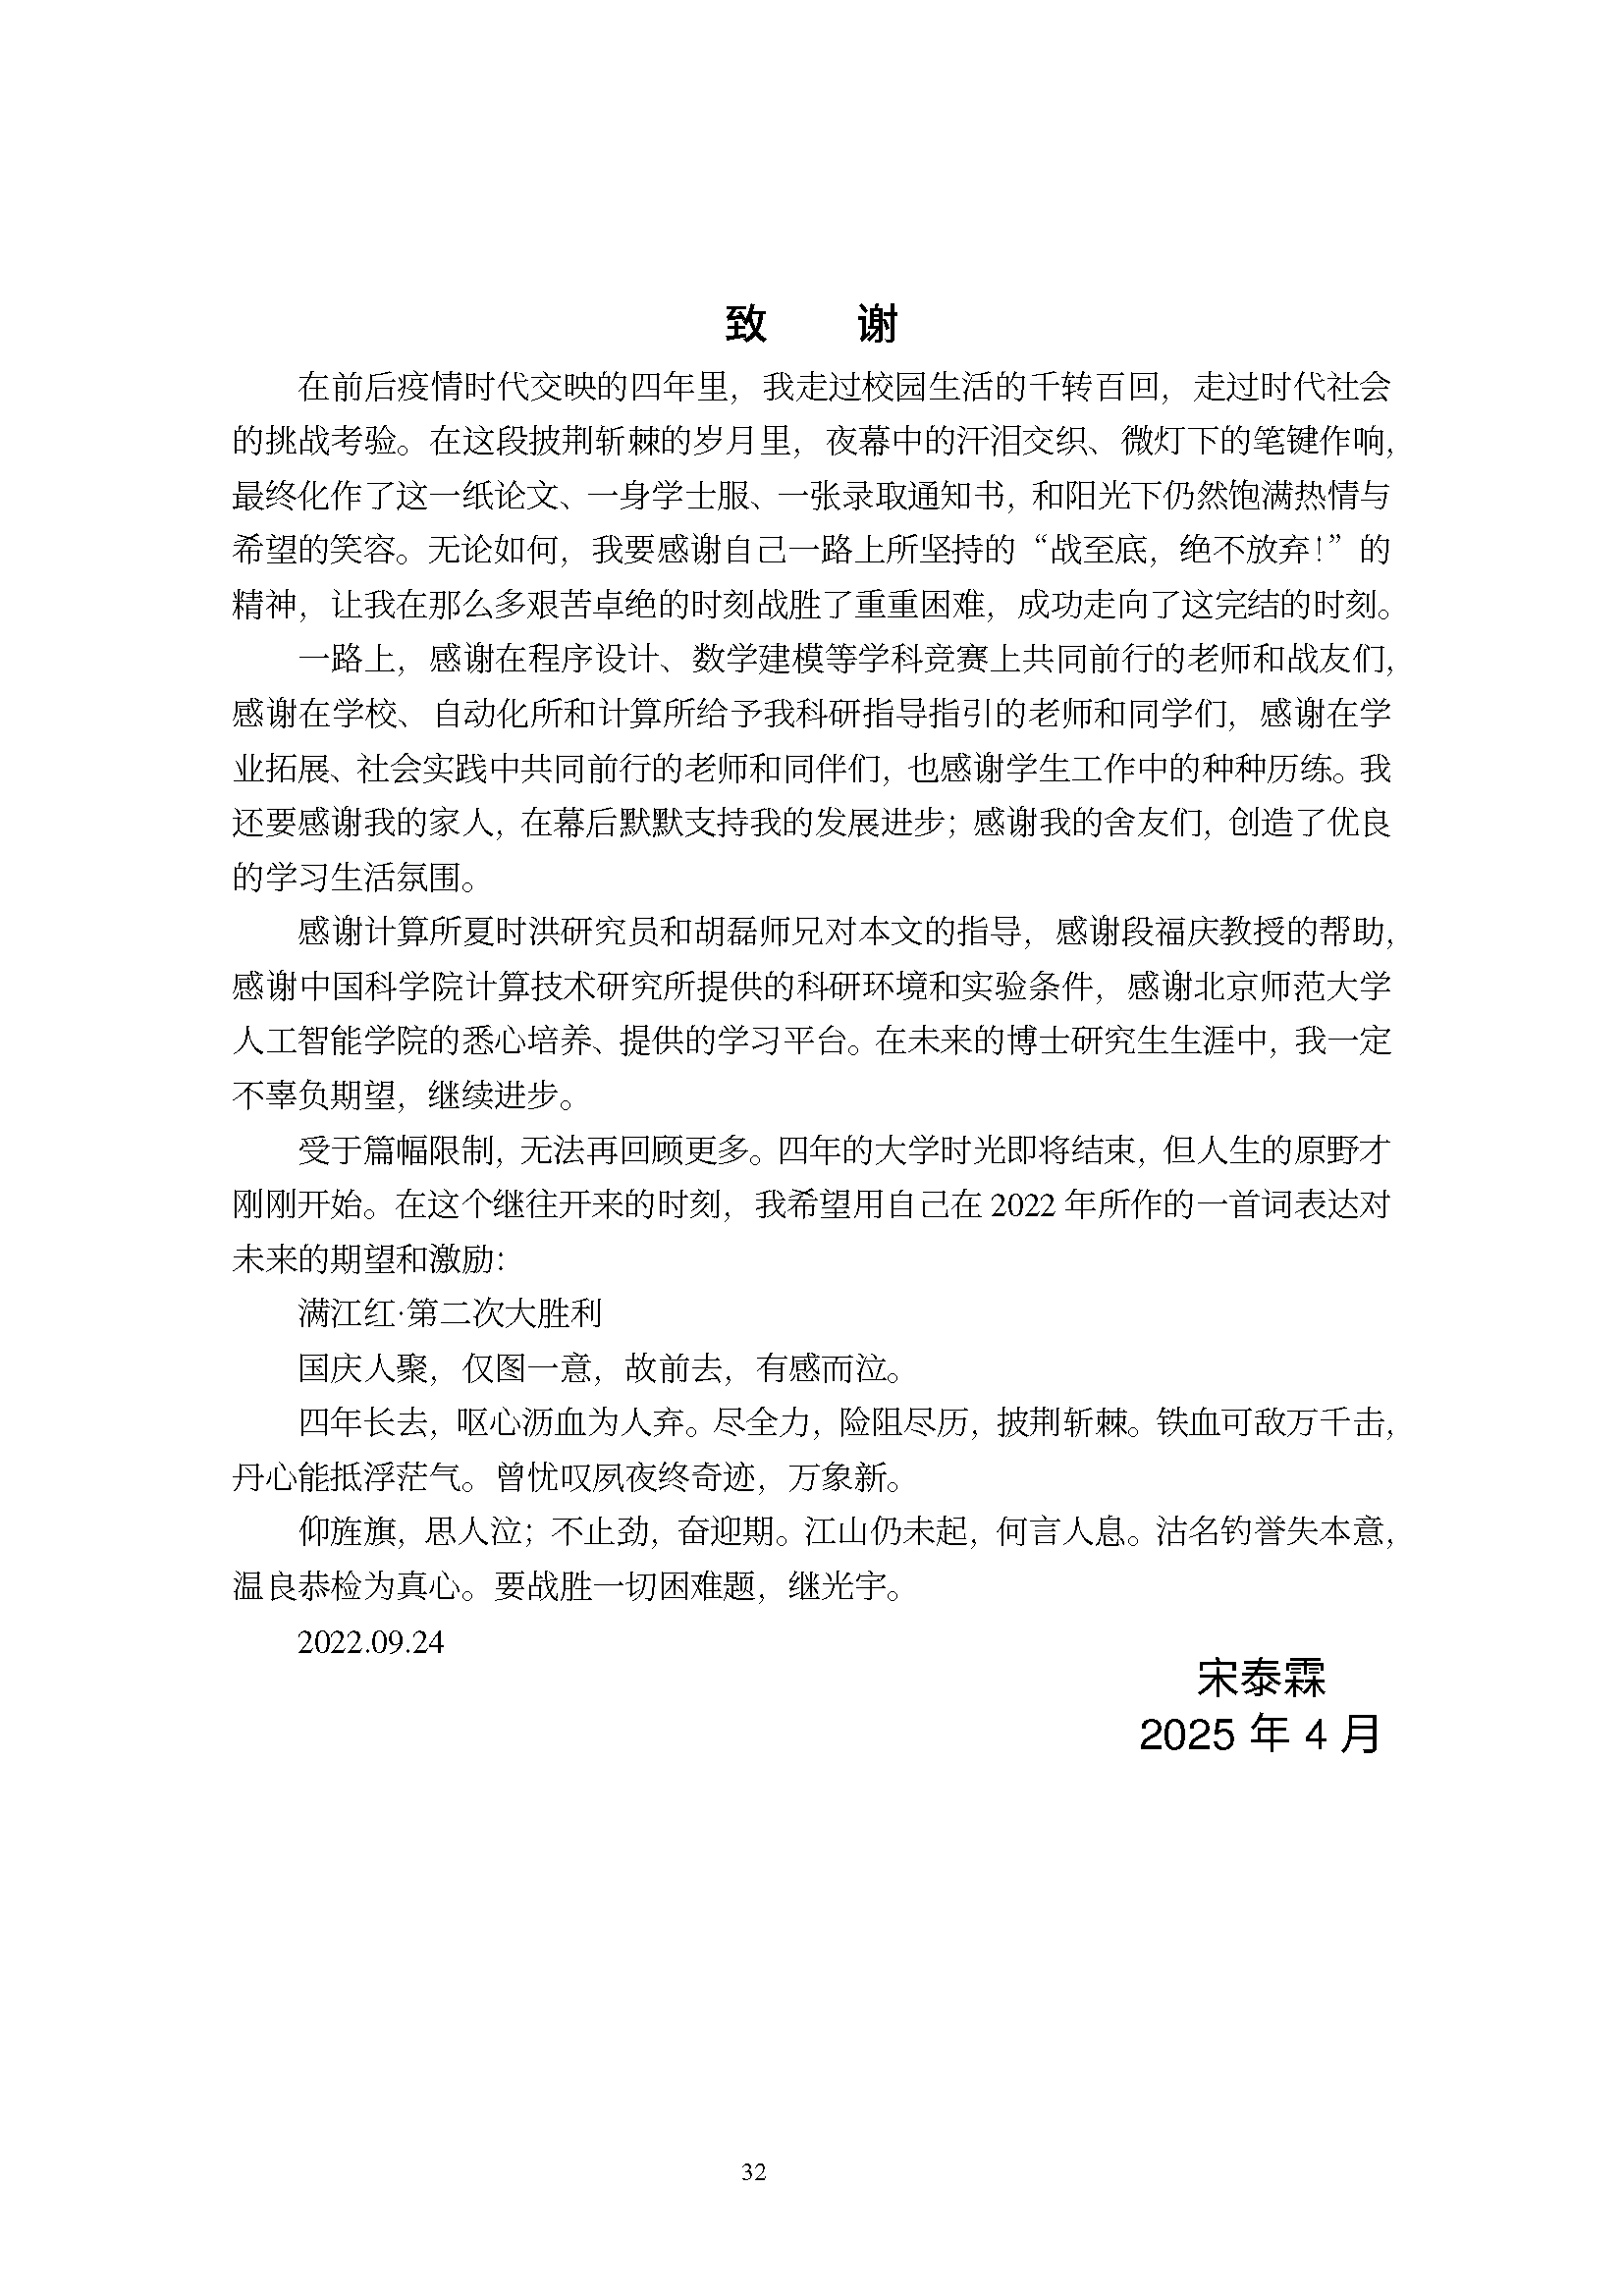 致 谢
在前后疫情时代交映的四年里，我走过校园生活的千转百回，走过时代社会
的挑战考验。在这段披荆斩棘的岁月里，夜幕中的汗泪交织、微灯下的笔键作响，
最终化作了这一纸论文、一身学士服、一张录取通知书，和阳光下仍然饱满热情与
希望的笑容。无论如何，我要感谢自己一路上所坚持的“战至底，绝不放弃！”的
精神，让我在那么多艰苦卓绝的时刻战胜了重重困难，成功走向了这完结的时刻。
一路上，感谢在程序设计、数学建模等学科竞赛上共同前行的老师和战友们，
感谢在学校、自动化所和计算所给予我科研指导指引的老师和同学们，感谢在学
业拓展、社会实践中共同前行的老师和同伴们，也感谢学生工作中的种种历练。我
还要感谢我的家人，在幕后默默支持我的发展进步；感谢我的舍友们，创造了优良
的学习生活氛围。
感谢计算所夏时洪研究员和胡磊师兄对本文的指导，感谢段福庆教授的帮助，
感谢中国科学院计算技术研究所提供的科研环境和实验条件，感谢北京师范大学
人工智能学院的悉心培养、提供的学习平台。在未来的博士研究生生涯中，我一定
不辜负期望，继续进步。
受于篇幅限制，无法再回顾更多。四年的大学时光即将结束，但人生的原野才
刚刚开始。在这个继往开来的时刻，我希望用自己在 2022 年所作的一首词表达对
未来的期望和激励：
满江红·第二次大胜利
国庆人聚，仅图一意，故前去，有感而泣。
四年长去，呕心沥血为人弃。尽全力，险阻尽历，披荆斩棘。铁血可敌万千击，
丹心能抵浮茫气。曾忧叹夙夜终奇迹，万象新。
仰旌旗，思人泣；不止劲，奋迎期。江山仍未起，何言人息。沽名钓誉失本意，
温良恭检为真心。要战胜一切困难题，继光宇。
2022.09.24
宋泰霖
2025 年 4 月
32